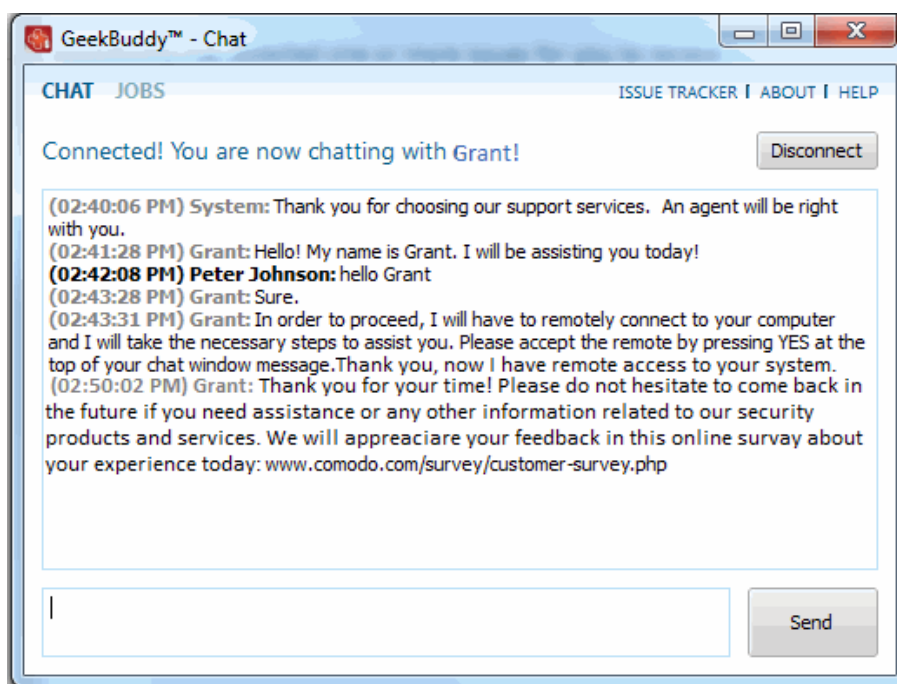 GeekBuddy™ - Chat
CHAT JOBS
ISSUE TRACKER | ABOUT | HELP
Connected! You are now chatting with Grant!
Disconnect
(02:40:06 PM) System: Thank you for choosing our support services. An agent will be right
with you.
(02:41:28 PM) Grant: Hello! My name is Grant. I will be assisting you today!
(02:42:08 PM) Peter Johnson: hello Grant
(02:43:28 PM) Grant: Sure.
(02:43:31 PM) Grant: In order to proceed, I will have to remotely connect to your computer
and I will take the necessary steps to assist you. Please accept the remote by pressing YES at the
top of your chat window message.Thank you, now I have remote access to your system.
(02:50:02 PM) Grant: Thank you for your time! Please do not hesitate to come back in
the future if you need assistance or any other information related to our security
products and services. We will appreaciare your feedback in this online survay about
your experience today: www.comodo.com/survey/customer-survey.php
Send